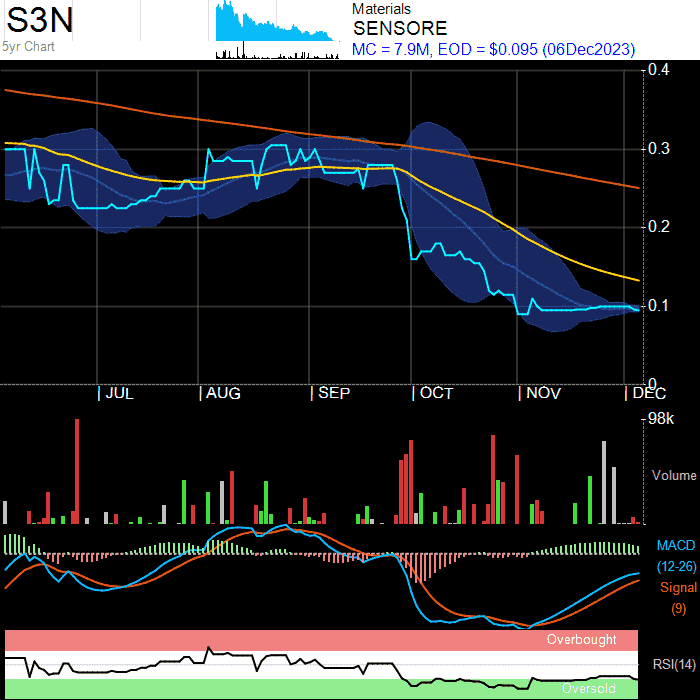 S3N
5yr Chart
Materials
SENSORE
MC = 7.9M, EOD = $0.095 (06Dec2023)
0.4
0.3
0.2
0.1
0
| JUL | AUG | SEP | OCT | NOV | DEC
98k
Volume
MACD
(12-26)
Signal
(9)
Overbought
RSI(14)
Oversold